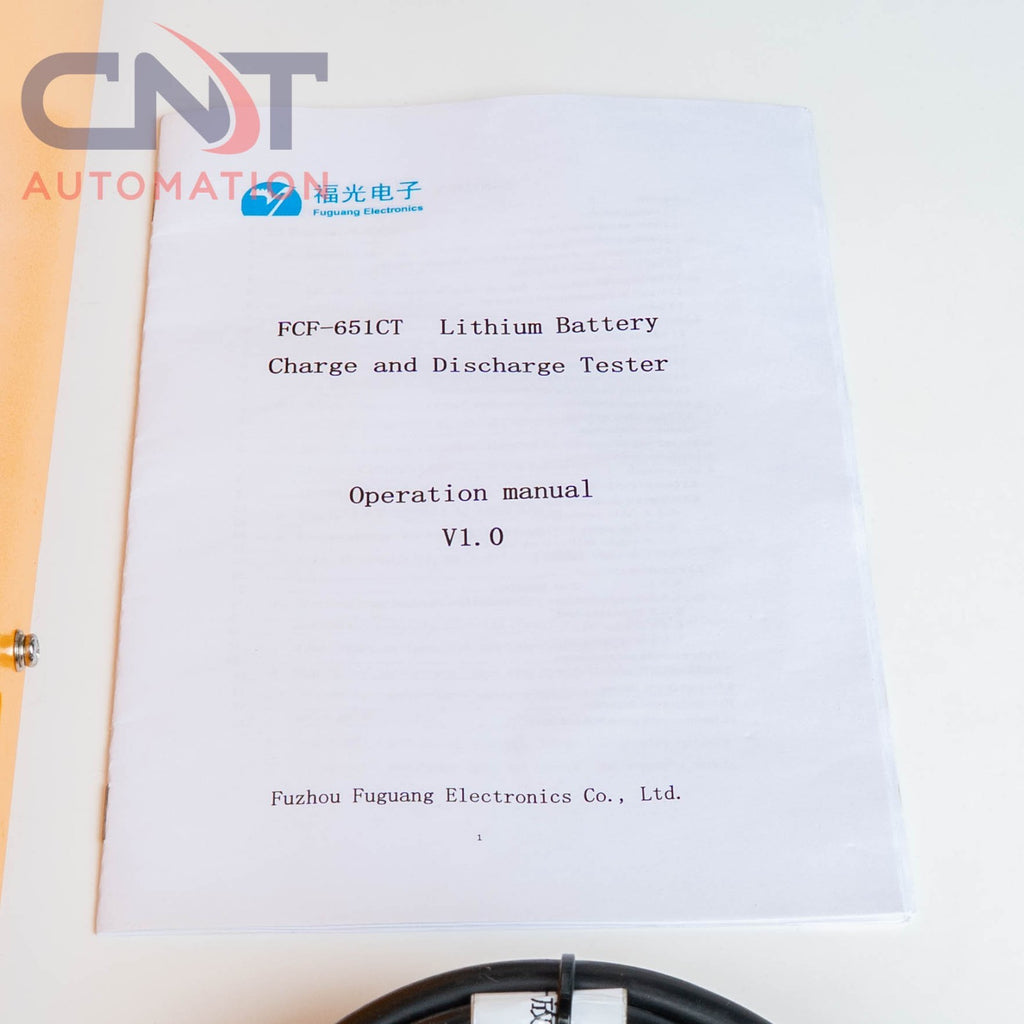 CNT
AUTOMATION
福光电子
Fuguang Electronics
FCF-651CT Lithium Battery
Charge and Discharge Tester
Operation manual
V1.0
Fuzhou Fuguang Electronics Co., Ltd.
1